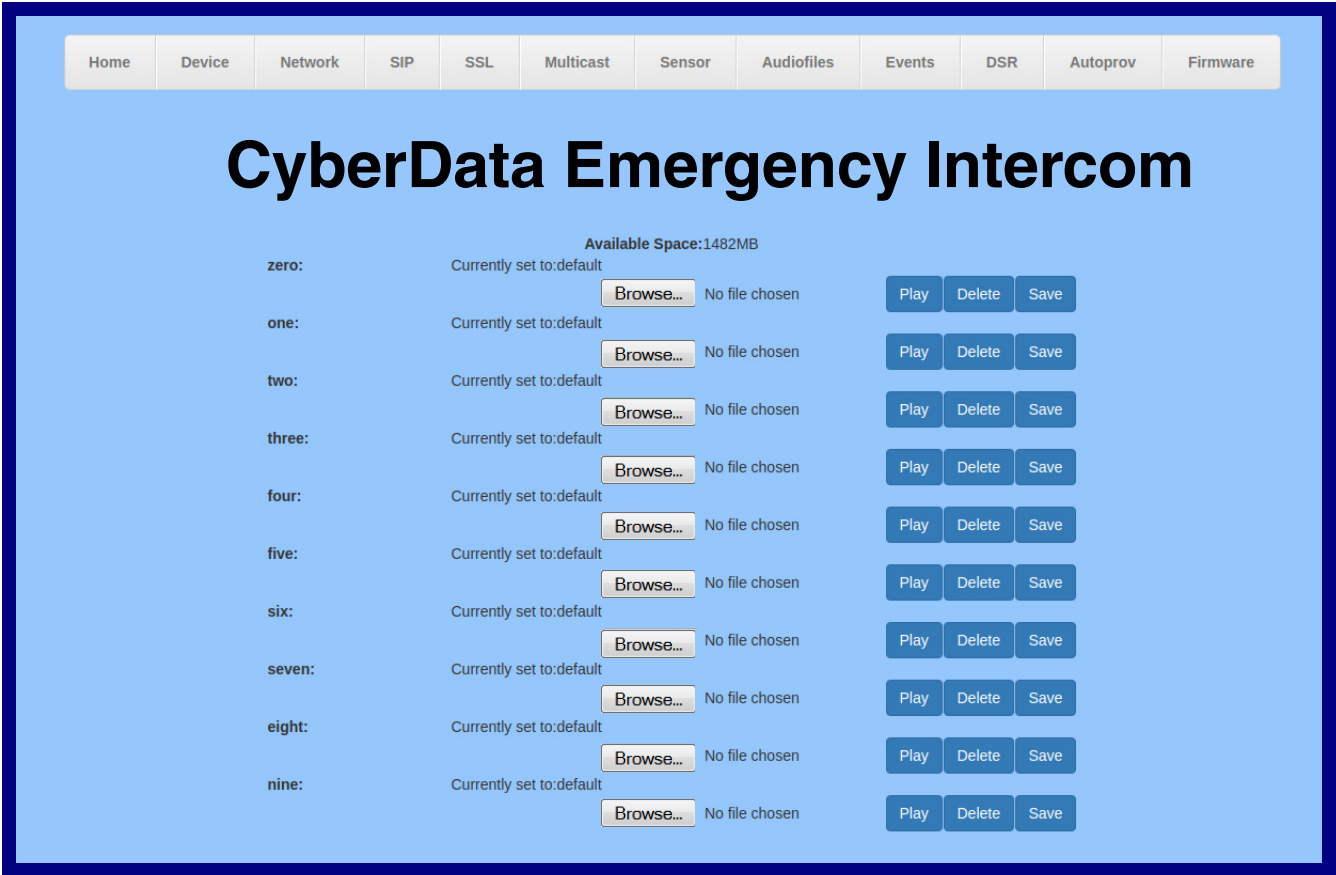 Home Device Network SIP SSL Multicast Sensor Audiofiles Events DSR Autoprov Firmware
CyberData Emergency Intercom
Available Space:1482MB
zero: Currently set to:default
Browse... No file chosen Play Delete Save
one: Currently set to:default
Browse... No file chosen Play Delete Save
two: Currently set to:default
Browse... No file chosen Play Delete Save
three: Currently set to:default
Browse... No file chosen Play Delete Save
four: Currently set to:default
Browse... No file chosen Play Delete Save
five: Currently set to:default
Browse... No file chosen Play Delete Save
six: Currently set to:default
Browse... No file chosen Play Delete Save
seven: Currently set to:default
Browse... No file chosen Play Delete Save
eight: Currently set to:default
Browse... No file chosen Play Delete Save
nine: Currently set to:default
Browse... No file chosen Play Delete Save